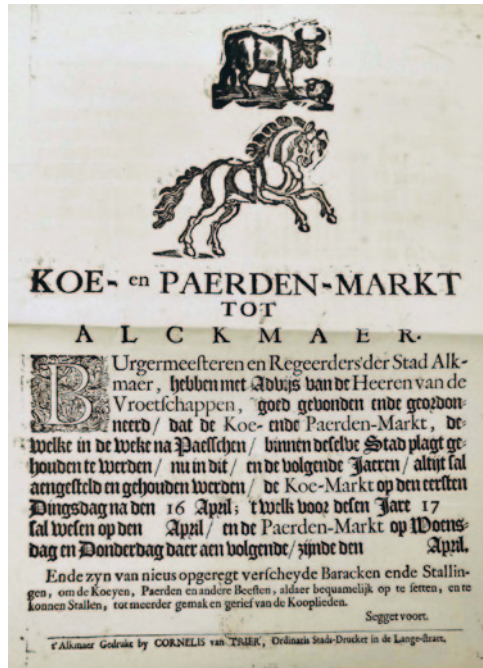 KOE- en PAERDEN-MARKT
TOT
ALCKMAER.
BUrgermeesteren en Regeerders der Stad Alk-
maer, hebben met Advijs van de Heeren van de
Vroetschappen, goed gevonden ende geordon-
neerd/ dat de Koe- ende Paerden-Markt, de-
welke in de weke na Paesschen/ binnen deselve Stad plagt ge-
houden te werden/ nu in dit/ en de volgende Jaeren/ altijt sal
aengesteld en gehouden werden/ de Koe-Markt op den eersten
Dingsdag na den 16 April; 't welk voor desen Jare 17
sal wesen op den April/ en de Paerden-Markt op Woens-
dag en Donderdag daer aen volgende/ zijnde den April.
Ende zyn van nieus opgeregt verscheyde Baracken ende Stallin-
gen, om de Koeyen, Paerden en andere Beesten, aldaer bequamelijk op te setten, en te
konnen Stallen, tot meerder gemak en gerief van de Kooplieden.
Segget voort.
t'Alkmaer Gedrukt by CORNELIS van TRIER, Ordinaris Stads-Drucker in de Lange-straet.